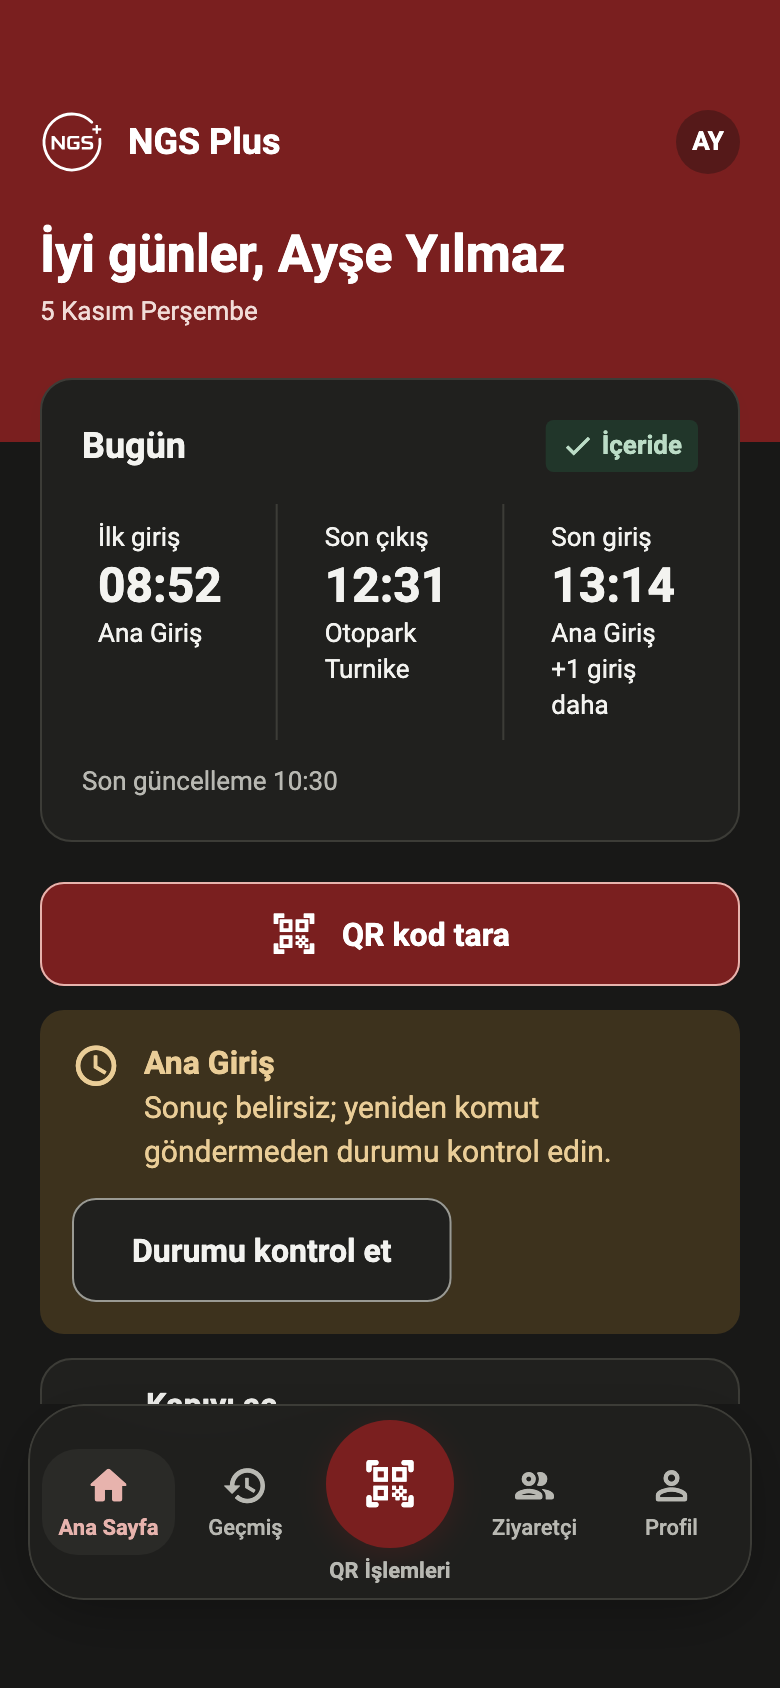 NGS+
NGS Plus
AY
İyi günler, Ayşe Yılmaz
5 Kasım Perşembe
Bugün
İçeride
İlk giriş
08:52
Ana Giriş
Son çıkış
12:31
Otopark
Turnike
Son giriş
13:14
Ana Giriş
+1 giriş
daha
Son güncelleme 10:30
QR kod tara
Ana Giriş
Sonuç belirsiz; yeniden komut
göndermeden durumu kontrol edin.
Durumu kontrol et
Kapıyı aç
Ana Sayfa
Geçmiş
QR İşlemleri
Ziyaretçi
Profil